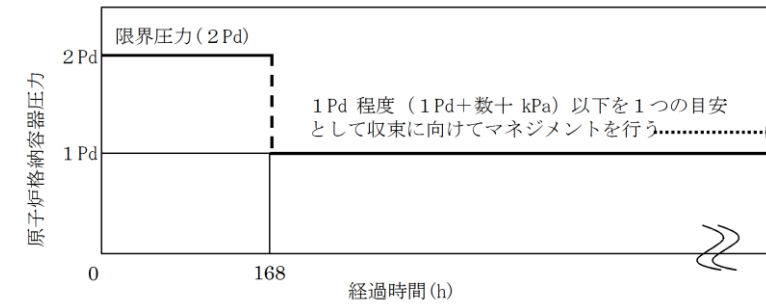 限界圧力(2Pd)
2Pd
1Pd 程度（1Pd＋数十 kPa）以下を１つの目安
として収束に向けてマネジメントを行う
1Pd
原子炉格納容器圧力
0
168
経過時間(h)